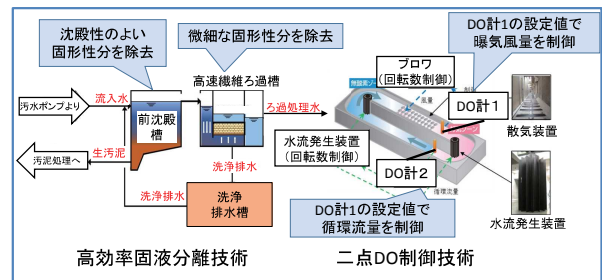 沈殿性のよい
固形性分を除去
微細な固形性分を除去
DO計1の設定値で
曝気風量を制御
高速繊維ろ過槽
ブロワ
(回転数制御)
汚水ポンプより
流入水
ろ過処理水
風量
DO計1
前沈殿
槽
散気装置
水流発生装置
(回転数制御)
汚泥処理へ
生汚泥
洗浄排水
DO計2
洗浄排水
洗浄
排水槽
循環流量
DO計1の設定値で
循環流量を制御
水流発生装置
高効率固液分離技術
二点DO制御技術